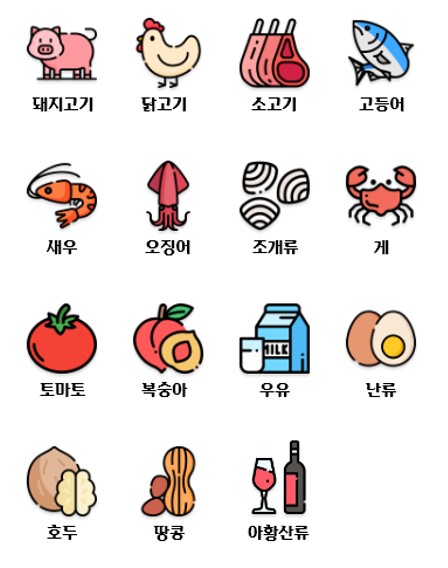 돼지고기 닭고기 소고기 고등어
새우 오징어 조개류 게
MILK
토마토 복숭아 우유 난류
호두 땅콩 아황산류